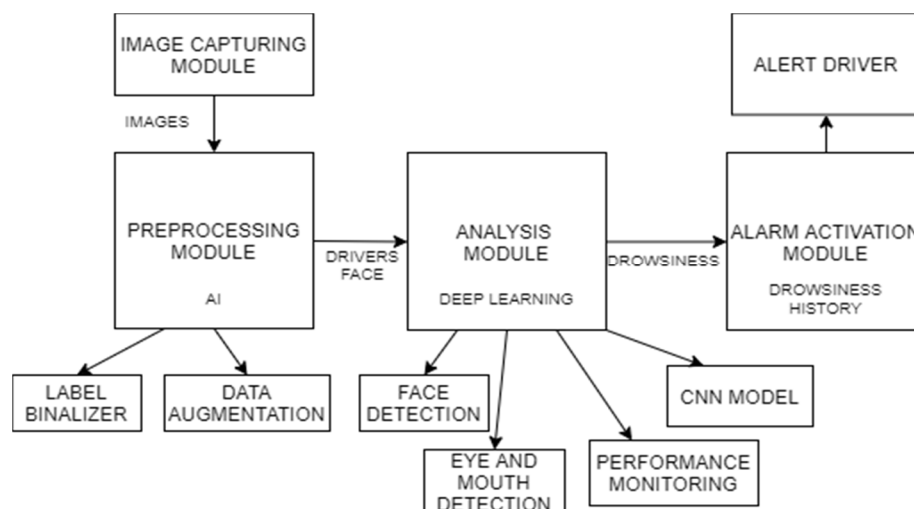 IMAGE CAPTURING
MODULE
ALERT DRIVER
IMAGES
PREPROCESSING
MODULE
AI
DRIVERS
FACE
ANALYSIS
MODULE
DEEP LEARNING
DROWSINESS
ALARM ACTIVATION
MODULE
DROWSINESS
HISTORY
LABEL
BINALIZER
DATA
AUGMENTATION
FACE
DETECTION
CNN MODEL
EYE AND
MOUTH
DETECTION
PERFORMANCE
MONITORING